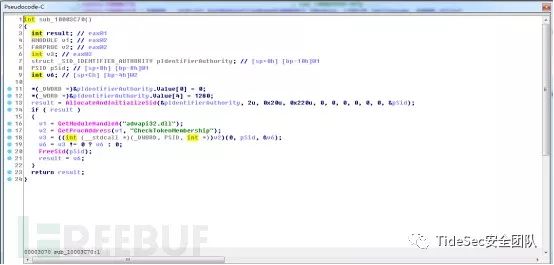 Pseudocode-C
1 int sub_10003C70()
2 {
3 int result; // eax@1
4 HMODULE v1; // eax@2
5 FARPROC v2; // eax@2
6 int v3; // eax@2
7 struct _SID_IDENTIFIER_AUTHORITY pIdentifierAuthority; // [sp+0h] [bp-10h]@1
8 PSID pSid; // [sp+8h] [bp-8h]@1
9 int v6; // [sp+Ch] [bp-4h]@2
10
11 *(_DWORD *)&pIdentifierAuthority.Value[0] = 0;
12 *(_WORD *)&pIdentifierAuthority.Value[4] = 1280;
13 result = AllocateAndInitializeSid(&pIdentifierAuthority, 2u, 0x20u, 0x220u, 0, 0, 0, 0, 0, 0, &pSid);
14 if ( result )
15 {
16 v1 = GetModuleHandleA("advapi32.dll");
17 v2 = GetProcAddress(v1, "CheckTokenMembership");
18 v3 = ((int (__stdcall *)(_DWORD, PSID, int *))v2)(0, pSid, &v6);
19 v6 = v3 != 0 ? v6 : 0;
20 FreeSid(pSid);
21 result = v6;
22 }
23 return result;
24 }
REEBUF
TideSec安全团队
00003070 sub_10003C70:1